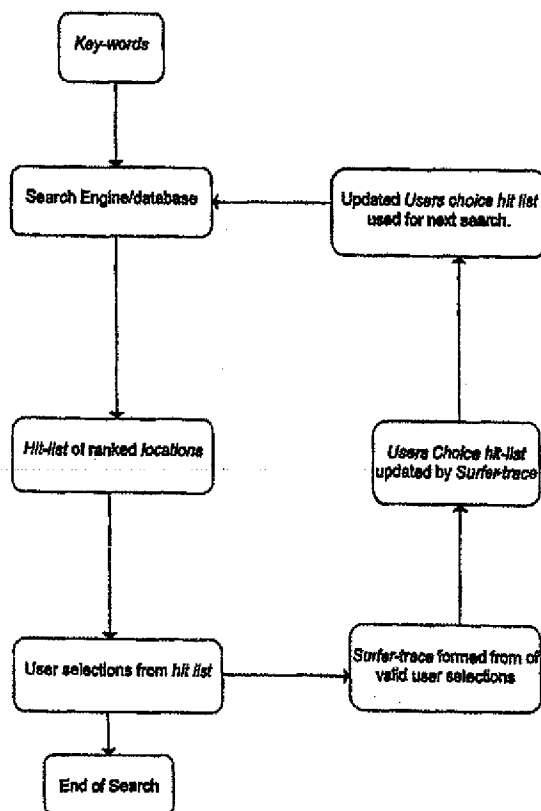 Key-words
Search Engine/database
Updated Users choice hit list
used for next search.
Hit-list of ranked locations
Users Choice hit-list
updated by Surfer-trace
User selections from hit list
Surfer-trace formed from of
valid user selections
End of Search